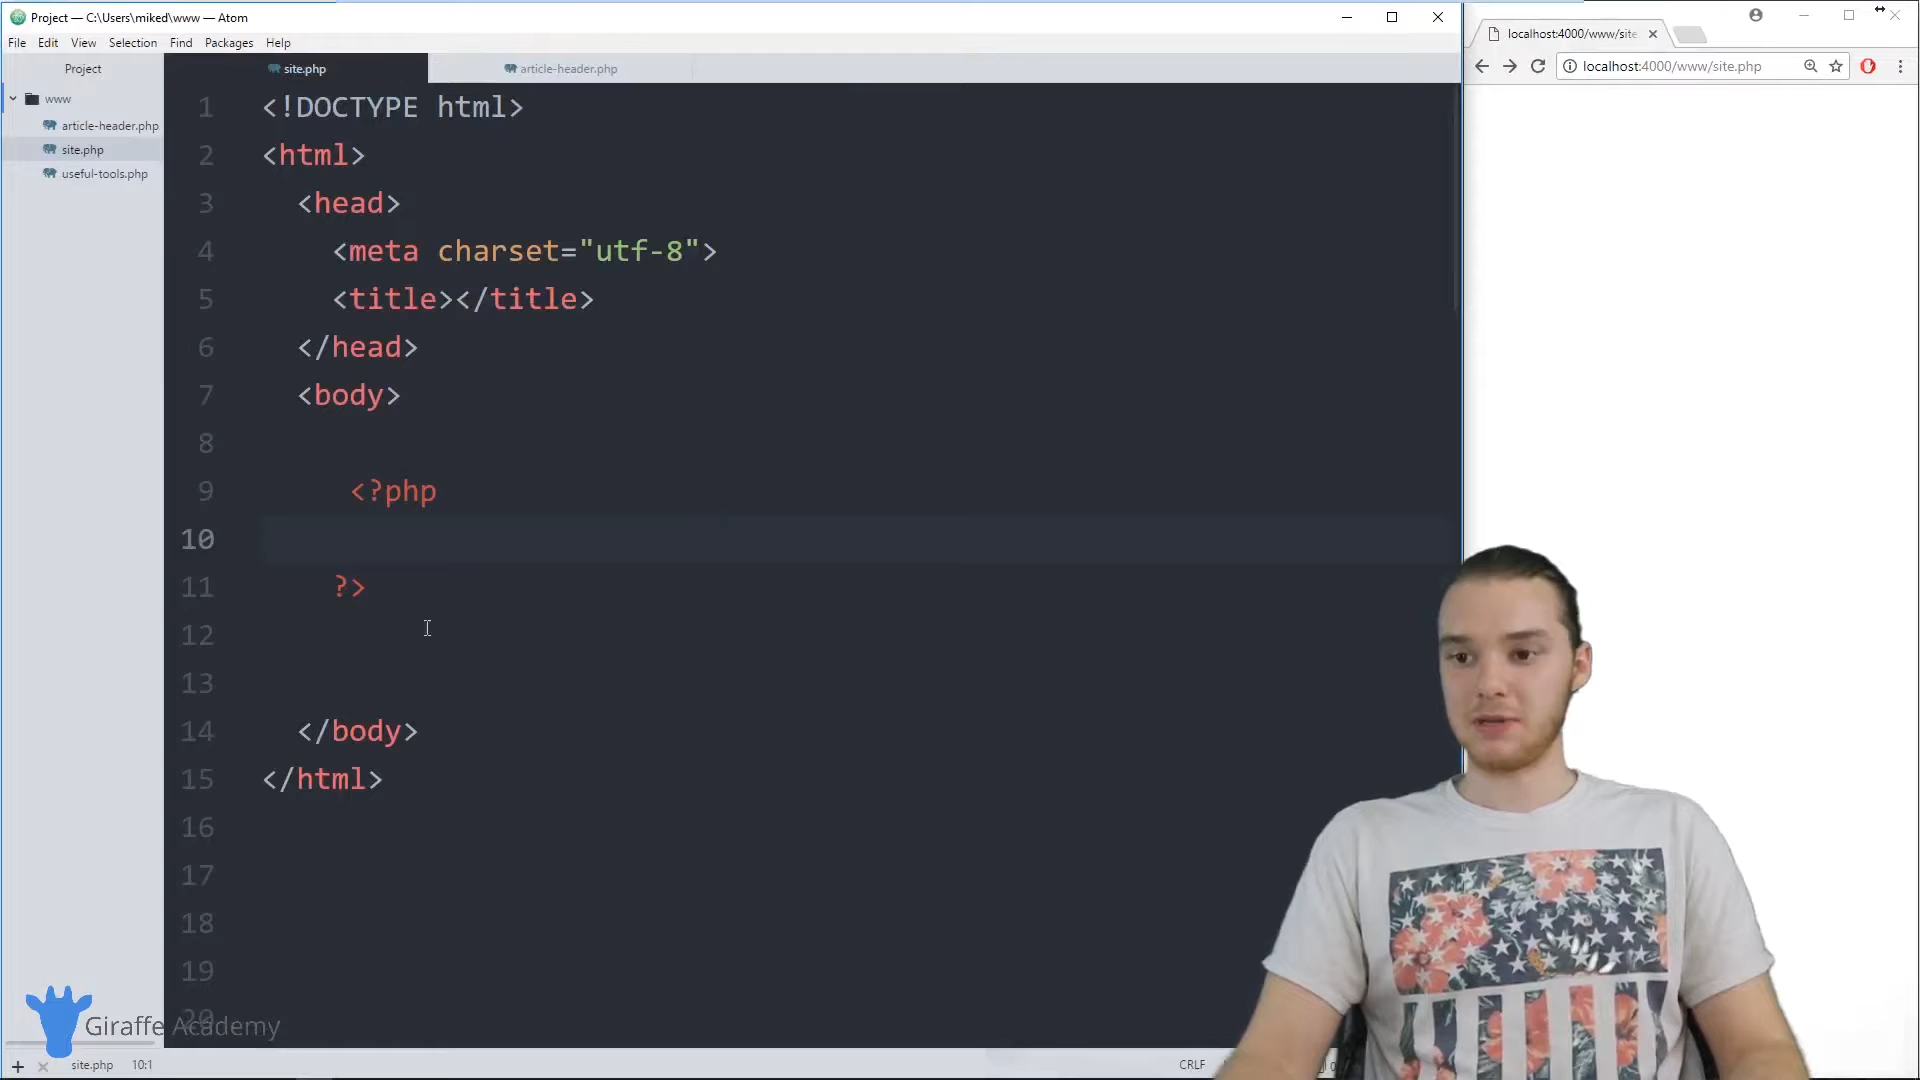 Project — C:\Users\miked\www — Atom
File Edit View Selection Find Packages Help
Project
www
article-header.php
site.php
useful-tools.php
site.php
article-header.php
1 <!DOCTYPE html>
2 <html>
3 <head>
4 <meta charset="utf-8">
5 <title></title>
6 </head>
7 <body>
8
9 <?php
10
11 ?>
12
13
14 </body>
15 </html>
16
17
18
19
20
Giraffe Academy
site.php 10:1
CRLF
localhost:4000/www/site
localhost:4000/www/site.php